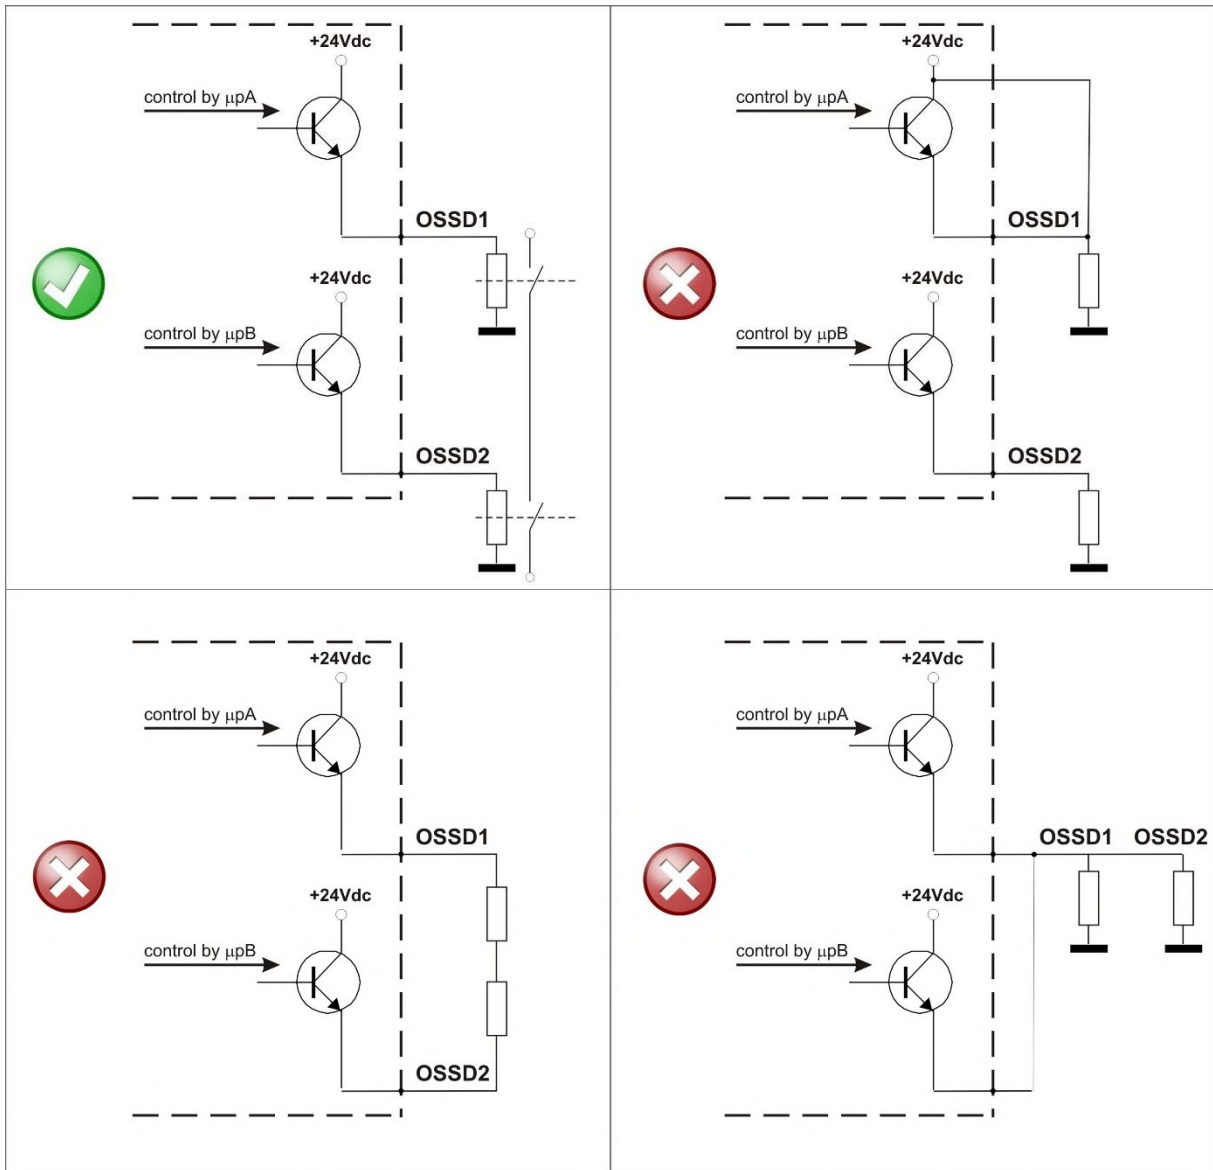 +24Vdc
control by μpA
OSSD1
+24Vdc
control by μpB
OSSD2
+24Vdc
control by μpA
OSSD1
+24Vdc
control by μpB
OSSD2
+24Vdc
control by μpA
OSSD1
+24Vdc
control by μpB
OSSD2
+24Vdc
control by μpA
OSSD1 OSSD2
+24Vdc
control by μpB